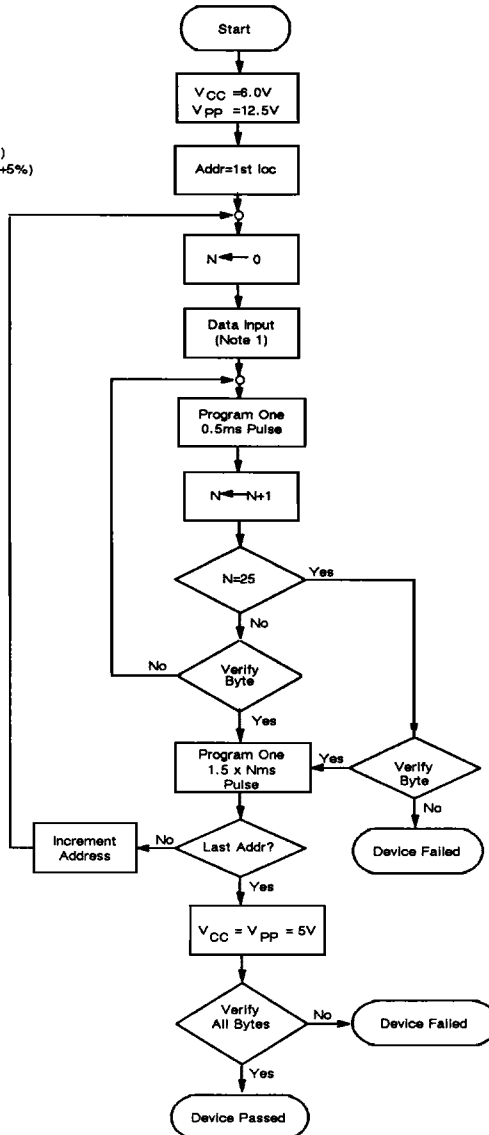 Start
VCC =6.0V
VPP =12.5V
)
+5%)
Addr=1st loc
N ← 0
Data Input
(Note 1)
Program One
0.5ms Pulse
N←N+1
N=25
Yes
No
No
Verify
Byte
Yes
Program One
1.5 x Nms
Pulse
Yes
Verify
Byte
No
Device Failed
Increment
Address
No
Last Addr?
Yes
VCC = VPP = 5V
Verify
All Bytes
No
Device Failed
Yes
Device Passed